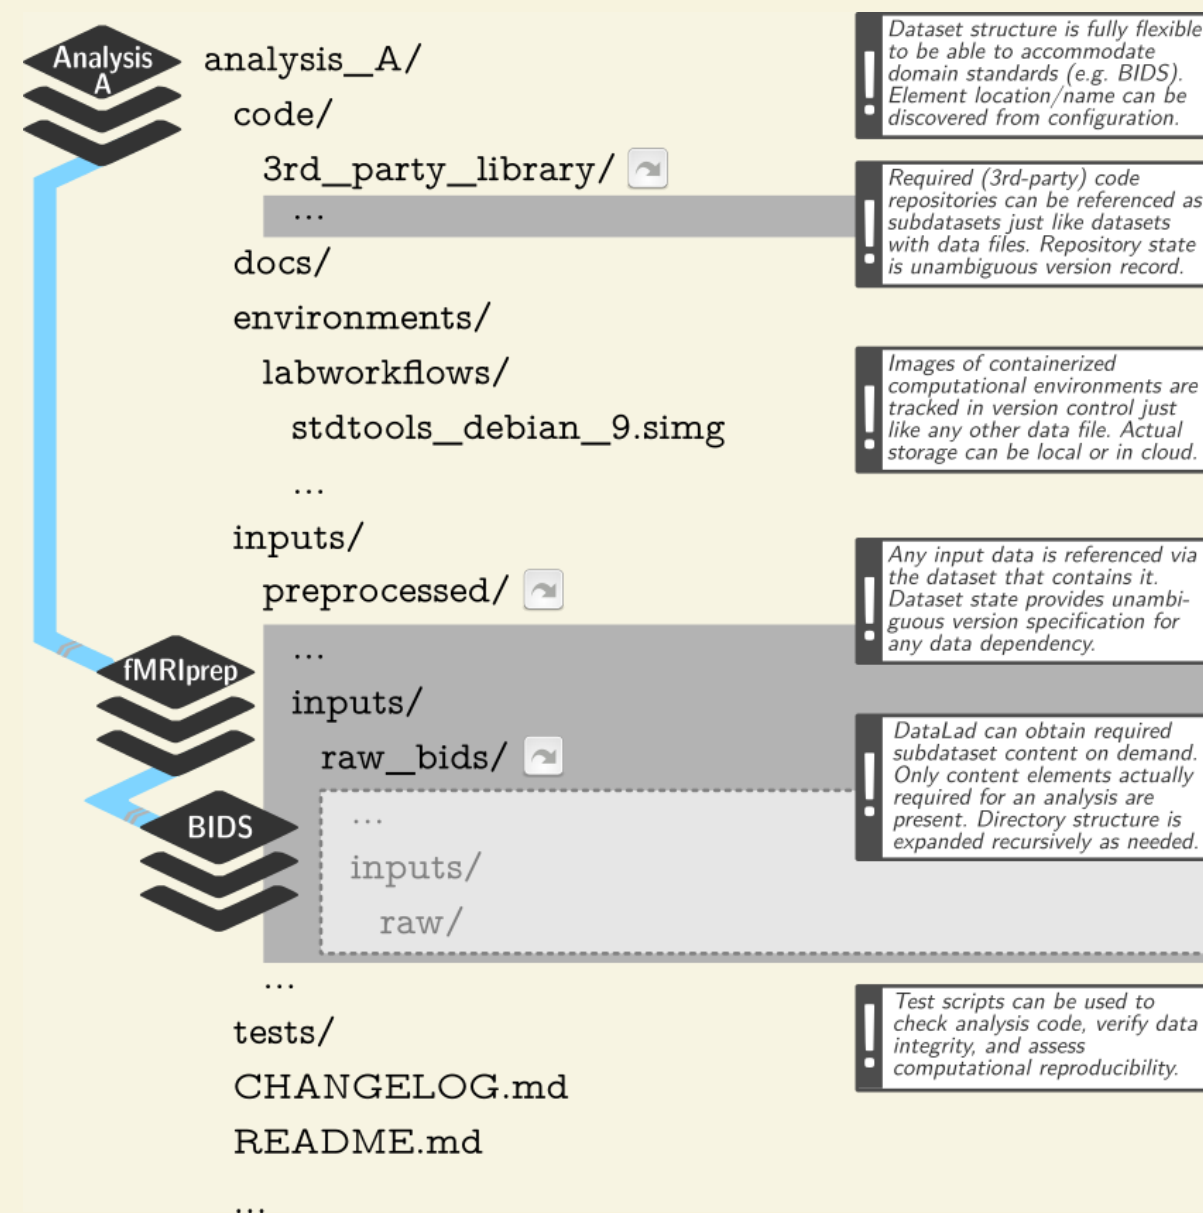 Analysis
A
analysis_A/
code/
3rd_party_library/
...
docs/
environments/
labworkflows/
stdtools_debian_9.simg
...
inputs/
preprocessed/
fMRIprep
...
inputs/
raw_bids/
BIDS
...
inputs/
raw/
...
tests/
CHANGELOG.md
README.md
...
Dataset structure is fully flexible
to be able to accommodate
domain standards (e.g. BIDS).
Element location/name can be
discovered from configuration.
Required (3rd-party) code
repositories can be referenced as
subdatasets just like datasets
with data files. Repository state
is unambiguous version record.
Images of containerized
computational environments are
tracked in version control just
like any other data file. Actual
storage can be local or in cloud.
Any input data is referenced via
the dataset that contains it.
Dataset state provides unambi-
guous version specification for
any data dependency.
DataLad can obtain required
subdataset content on demand.
Only content elements actually
required for an analysis are
present. Directory structure is
expanded recursively as needed.
Test scripts can be used to
check analysis code, verify data
integrity, and assess
computational reproducibility.